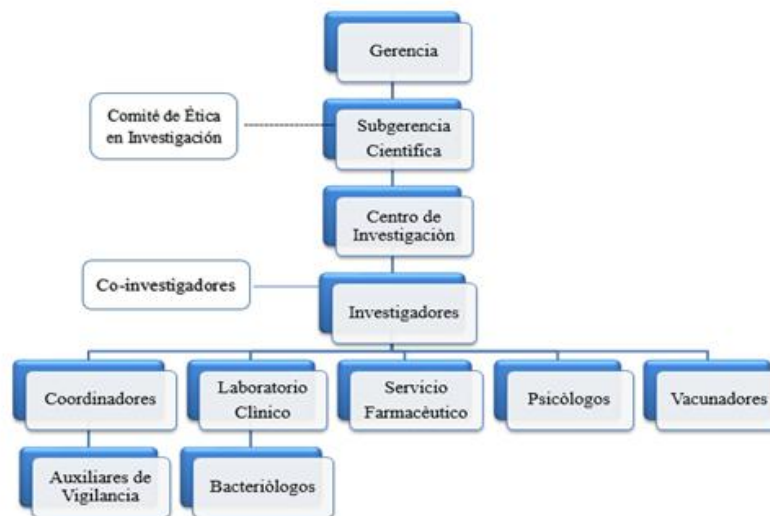 Gerencia
Comité de Ètica
en Investigación
Subgerencia
Científica
Centro de
Investigaciòn
Co-investigadores
Investigadores
Coordinadores
Laboratorio
Clìnico
Servicio
Farmacèutico
Psicòlogos
Vacunadores
Auxiliares de
Vigilancia
Bacteriòlogos